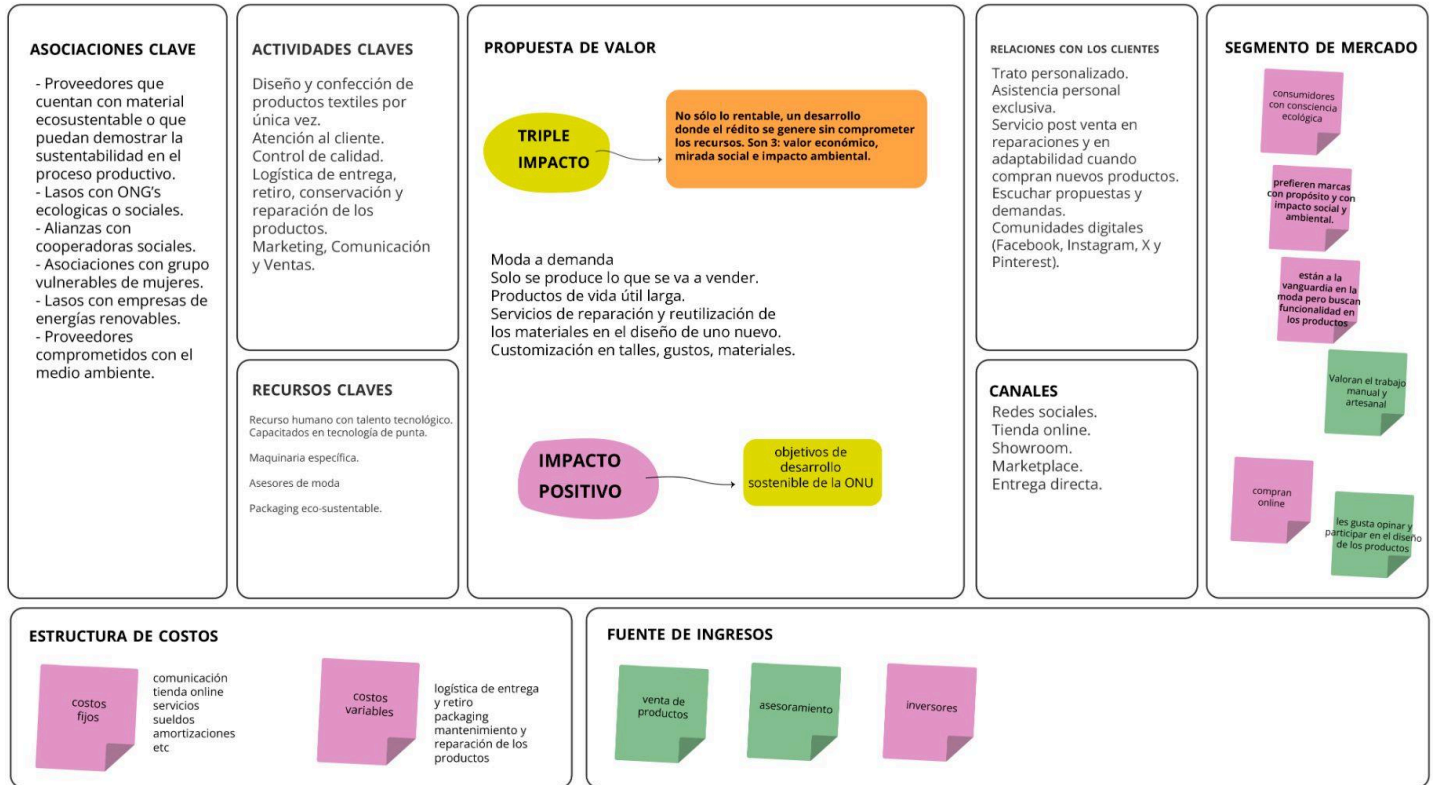 ASOCIACIONES CLAVE
- Proveedores que
cuentan con material
ecosustentable o que
puedan demostrar la
sustentabilidad en el
proceso productivo.
- Lasos con ONG's
ecologicas o sociales.
- Alianzas con
cooperadoras sociales.
- Asociaciones con grupo
vulnerables de mujeres.
- Lasos con empresas de
energías renovables.
- Proveedores
comprometidos con el
medio ambiente.
ACTIVIDADES CLAVES
Diseño y confección de
productos textiles por
única vez.
Atención al cliente.
Control de calidad.
Logística de entrega,
retiro, conservación y
reparación de los
productos.
Marketing, Comunicación
y Ventas.
RECURSOS CLAVES
Recurso humano con talento tecnológico.
Capacitados en tecnología de punta.
Maquinaria específica.
Asesores de moda
Packaging eco-sustentable.
PROPUESTA DE VALOR
TRIPLE
IMPACTO
No sólo lo rentable, un desarrollo
donde el rédito se genere sin comprometer
los recursos. Son 3: valor económico,
mirada social e impacto ambiental.
Moda a demanda
Solo se produce lo que se va a vender.
Productos de vida útil larga.
Servicios de reparación y reutilización de
los materiales en el diseño de uno nuevo.
Customización en talles, gustos, materiales.
IMPACTO
POSITIVO
objetivos de
desarrollo
sostenible de la ONU
RELACIONES CON LOS CLIENTES
Trato personalizado.
Asistencia personal
exclusiva.
Servicio post venta en
reparaciones y en
adaptabilidad cuando
compran nuevos productos.
Escuchar propuestas y
demandas.
Comunidades digitales
(Facebook, Instagram, X y
Pinterest).
CANALES
Redes sociales.
Tienda online.
Showroom.
Marketplace.
Entrega directa.
SEGMENTO DE MERCADO
consumidores
con consciencia
ecológica
prefieren marcas
con propósito y con
impacto social y
ambiental.
están a la
vanguardia en la
moda pero buscan
funcionalidad en
los productos
Valoran el trabajo
manual y
artesanal
compran
online
les gusta opinar y
participar en el diseño
de los productos
ESTRUCTURA DE COSTOS
costos
fijos
comunicación
tienda online
servicios
sueldos
amortizaciones
etc
costos
variables
logística de entrega
y retiro
packaging
mantenimiento y
reparación de los
productos
FUENTE DE INGRESOS
venta de
productos
asesoramiento
inversores